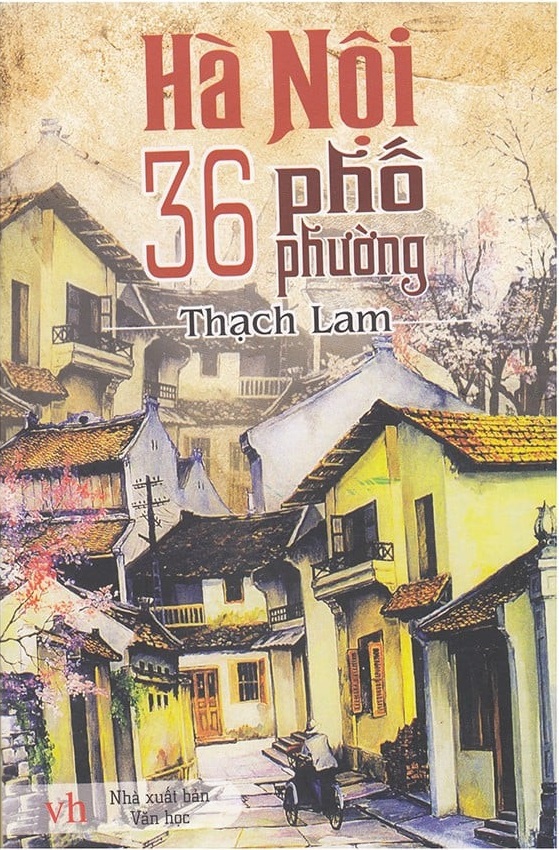 Hà Nội
36 phố
phường
Thạch Lam
vh
Nhà xuất bản
Văn học